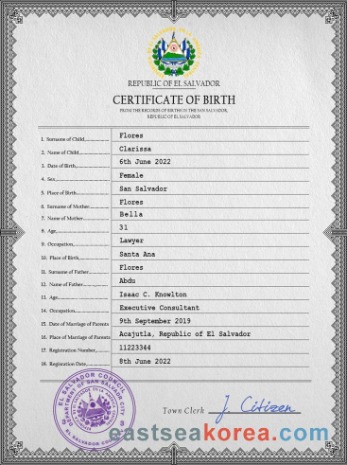 REPUBLIC OF EL SALVADOR
CERTIFICATE OF BIRTH
FROM THE RECORDS OF BIRTHS IN THE SAN SALVADOR,
REPUBLIC OF EL SALVADOR
1. Surname of Child Flores
2. Name of Child Clarissa
3. Date of Birth 6th June 2022
4. Sex Female
5. Place of Birth San Salvador
6. Surname of Mother Flores
7. Name of Mother Bella
8. Age 31
9. Occupation Lawyer
10. Place of Birth Santa Ana
11. Surname of Father Flores
12. Name of Father Abdu
13. Age Isaac C. Knowlton
14. Occupation Executive Consultant
15. Date of Marriage of Parents 9th September 2019
16. Place of Marriage of Parents Acajutla, Republic of El Salvador
15. Registration Number 11223344
16. Registration Date 8th June 2022
EL SALVADOR COUNCIL
DEPARTMENT OF SAN SALVADOR CITY
EL SALVADOR COUNCIL
Town Clerk J. Citizen
eastseakorea.com